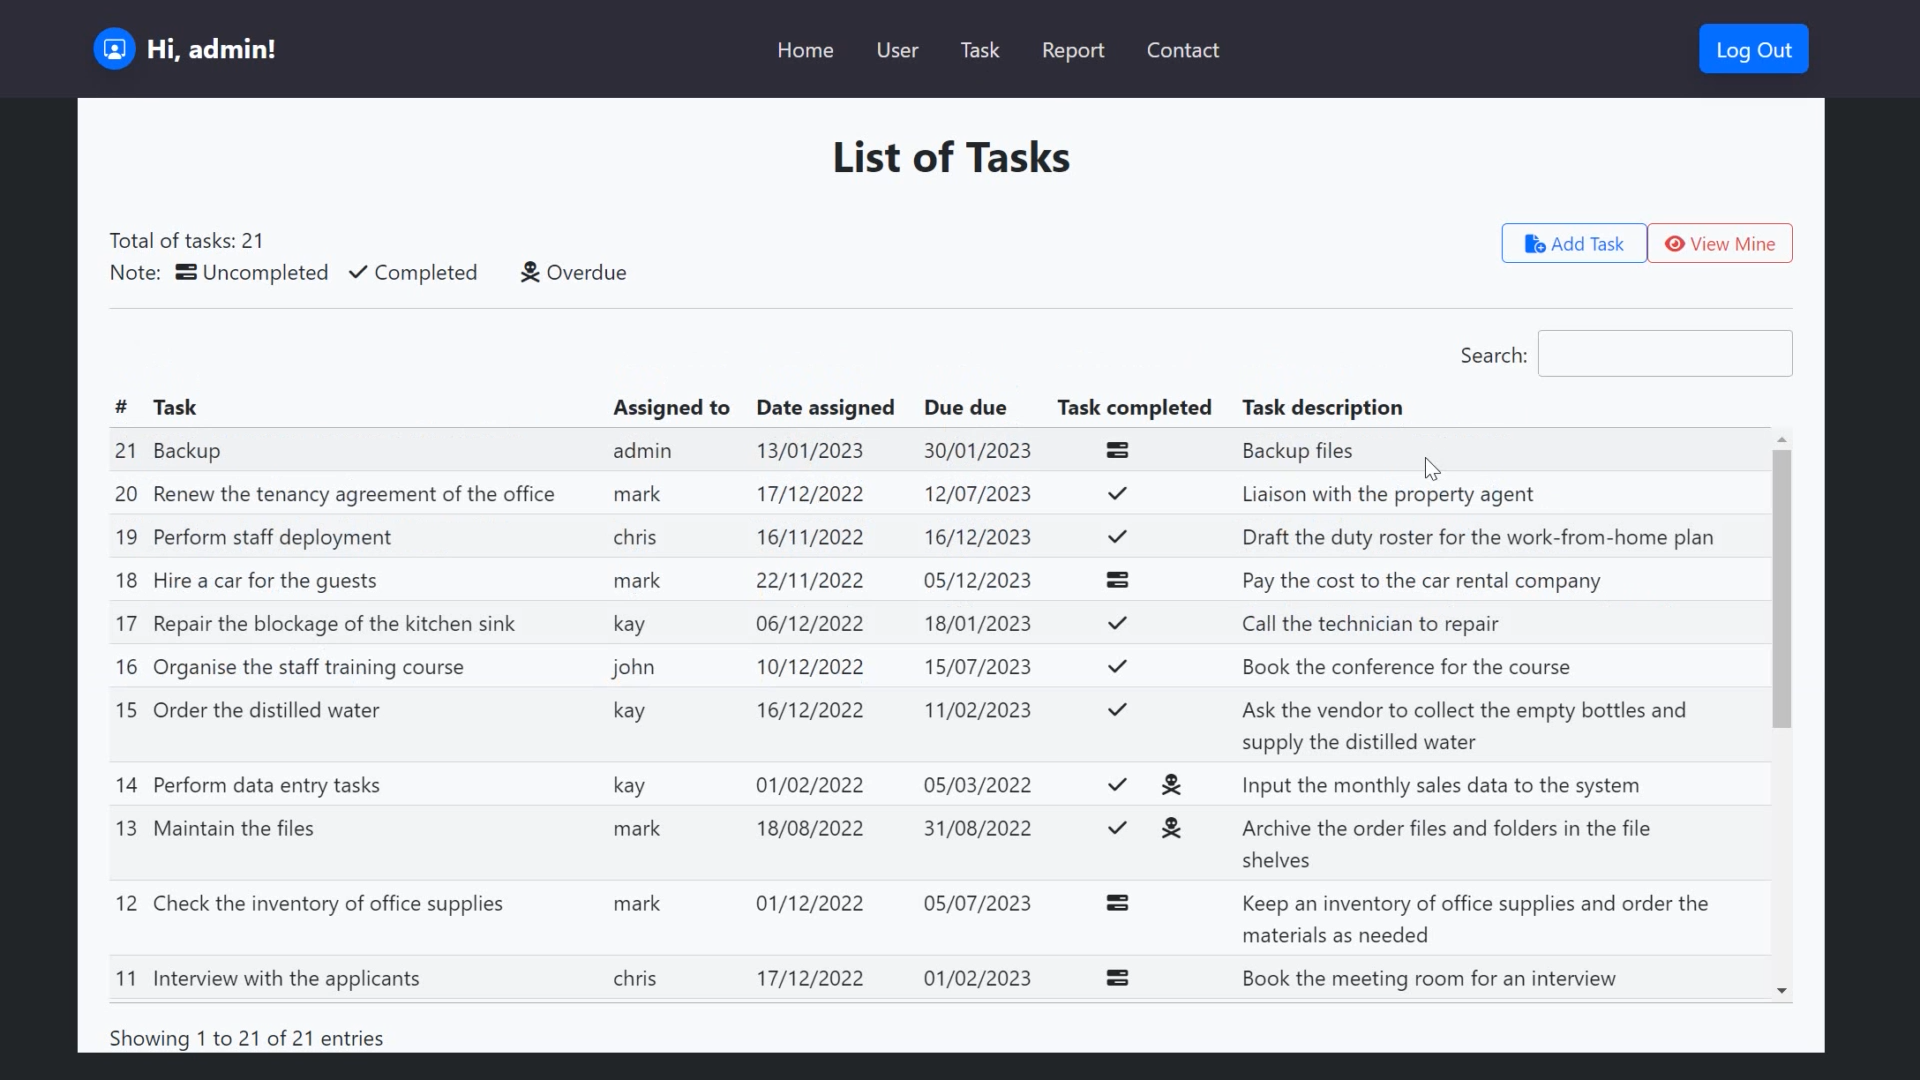 Hi, admin!
Home User Task Report Contact
Log Out
List of Tasks
Total of tasks: 21
Add Task View Mine
Note: Uncompleted Completed Overdue
Search:
# Task Assigned to Date assigned Due due Task completed Task description
21 Backup admin 13/01/2023 30/01/2023 Backup files
20 Renew the tenancy agreement of the office mark 17/12/2022 12/07/2023 Liaison with the property agent
19 Perform staff deployment chris 16/11/2022 16/12/2023 Draft the duty roster for the work-from-home plan
18 Hire a car for the guests mark 22/11/2022 05/12/2023 Pay the cost to the car rental company
17 Repair the blockage of the kitchen sink kay 06/12/2022 18/01/2023 Call the technician to repair
16 Organise the staff training course john 10/12/2022 15/07/2023 Book the conference for the course
15 Order the distilled water kay 16/12/2022 11/02/2023 Ask the vendor to collect the empty bottles and
supply the distilled water
14 Perform data entry tasks kay 01/02/2022 05/03/2022 Input the monthly sales data to the system
13 Maintain the files mark 18/08/2022 31/08/2022 Archive the order files and folders in the file
shelves
12 Check the inventory of office supplies mark 01/12/2022 05/07/2023 Keep an inventory of office supplies and order the
materials as needed
11 Interview with the applicants chris 17/12/2022 01/02/2023 Book the meeting room for an interview
Showing 1 to 21 of 21 entries